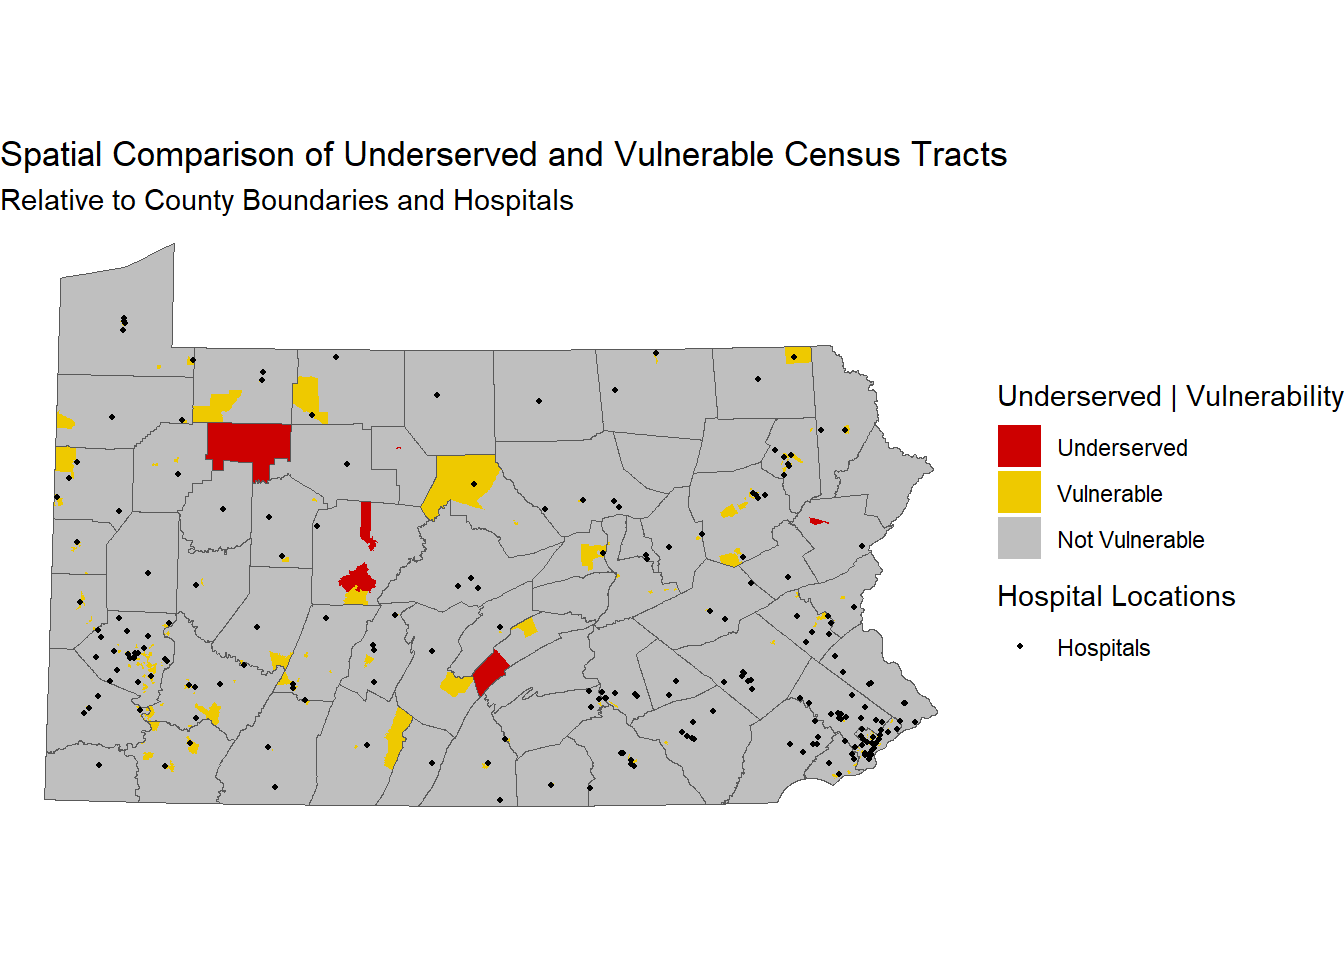 Spatial Comparison of Underserved and Vulnerable Census Tracts
Relative to County Boundaries and Hospitals
Underserved | Vulnerability
Underserved
Vulnerable
Not Vulnerable
Hospital Locations
Hospitals